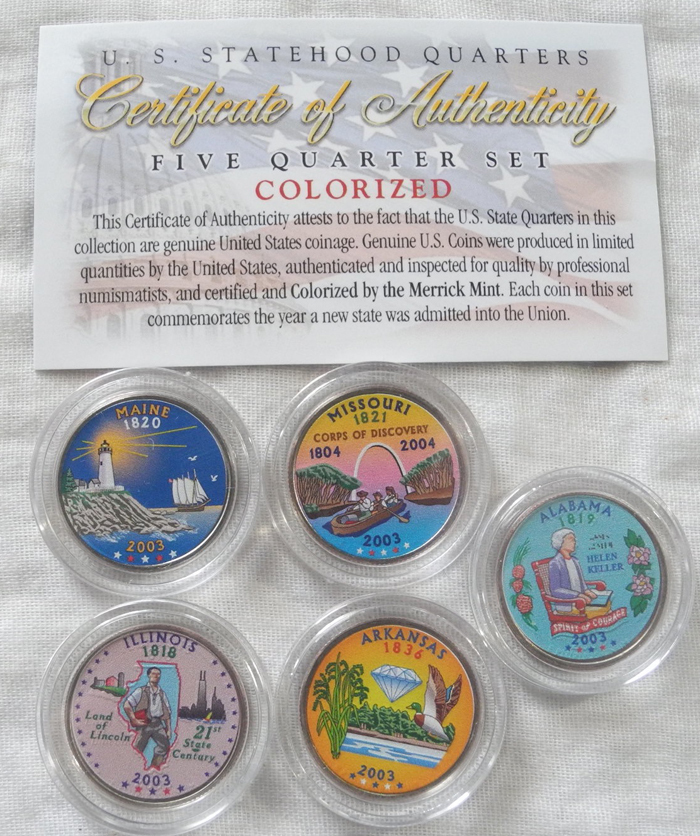 U. S. STATEHOOD QUARTERS
Certificate of Authenticity
FIVE QUARTER SET
COLORIZED
This Certificate of Authenticity attests to the fact that the U.S. State Quarters in this
collection are genuine United States coinage. Genuine U.S. Coins were produced in limited
quantities by the United States, authenticated and inspected for quality by professional
numismatists, and certified and Colorized by the Merrick Mint. Each coin in this set
commemorates the year a new state was admitted into the Union.
MAINE
1820
2003
MISSOURI
1821
CORPS OF DISCOVERY
1804 2004
2003
ALABAMA
1819
HELEN
KELLER
SPIRIT OF COURAGE
2003
ILLINOIS
1818
Land
of
Lincoln
21st
State
Century
2003
ARKANSAS
1836
2003